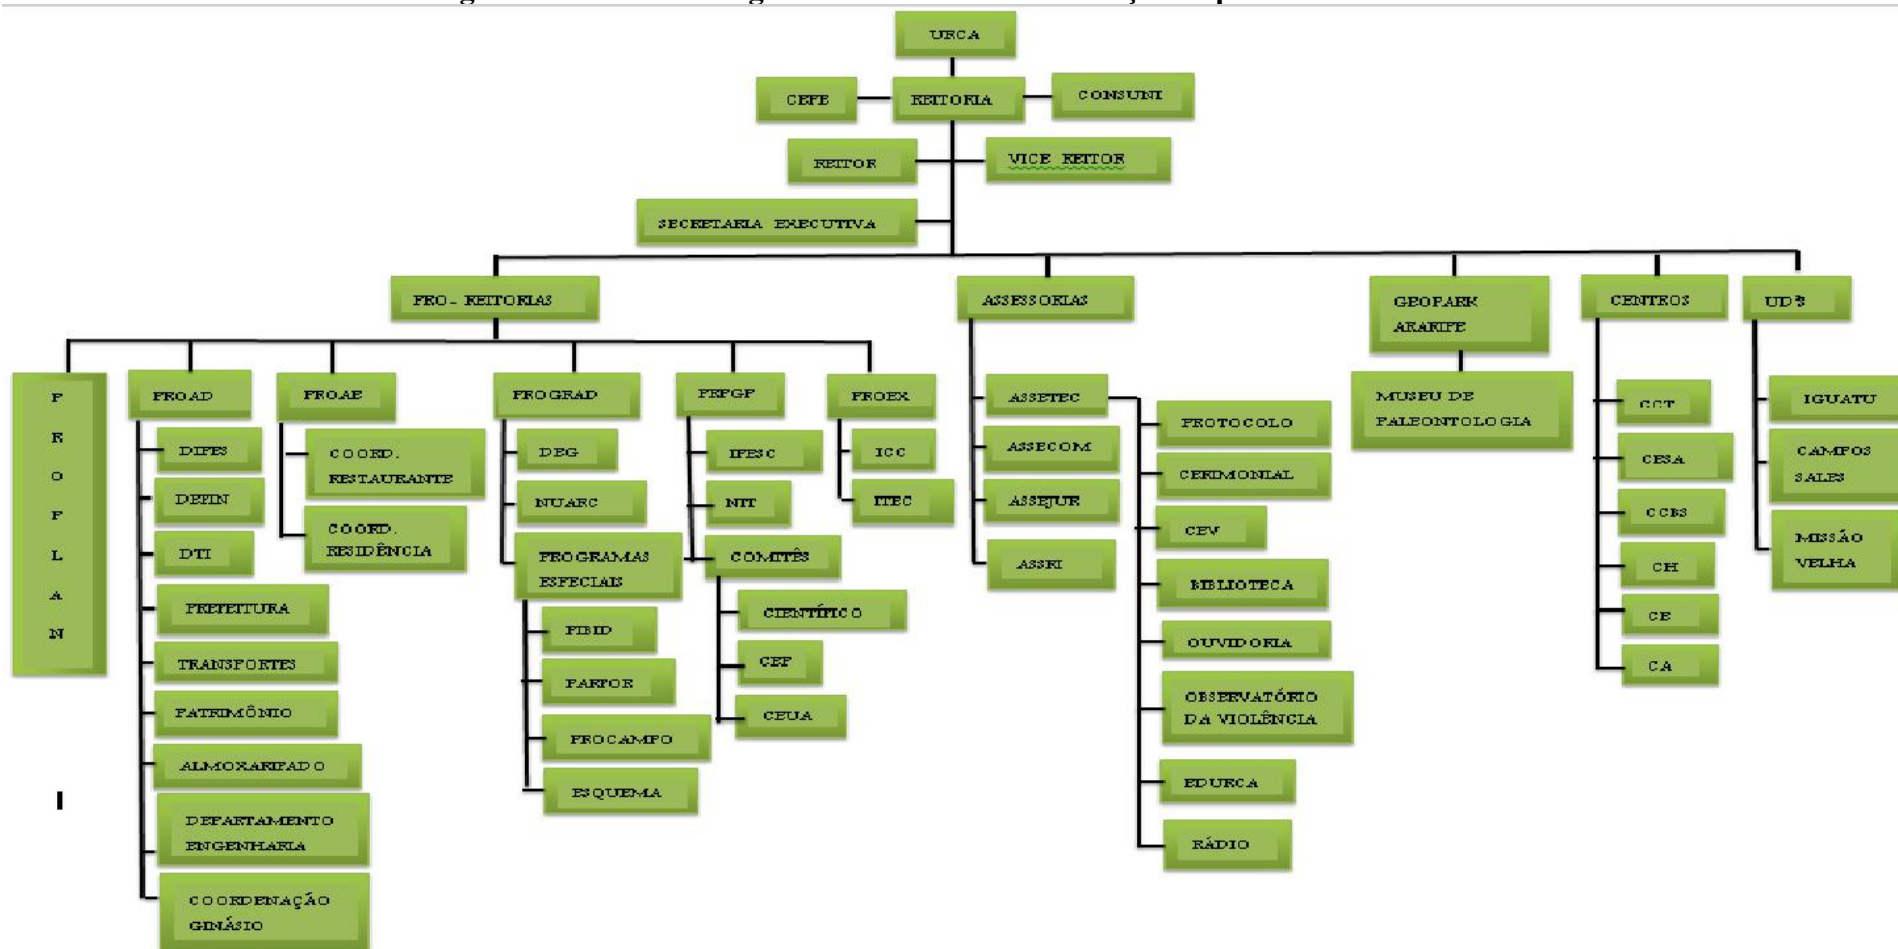 URCA
CEPE
REITORIA
CONSUNI
REITOR
VICE REITOR
SECRETARIA EXECUTIVA
PRO- REITORIAS
ASSESSORIAS
GEOPARK
ARARIPE
CENTROS
UD'S
P
R
O
P
L
A
N
PROAD
DIPES
DEFIN
DTI
PREFEITURA
TRANSPORTES
PATRIMÔNIO
ALMOXARIFADO
DEPARTAMENTO
ENGENHARIA
COORDENAÇÃO
GINÁSIO
PROAE
COORD.
RESTAURANTE
COORD.
RESIDÊNCIA
PROGRAD
DEG
NUARC
PROGRAMAS
ESPECIAIS
PIBID
PARFOR
PROCAMPO
ESQUEMA
PRPGP
IPESC
NIT
COMITÊS
CIENTÍFICO
CEP
CEUA
PROEX
ICC
ITEC
ASSETEC
ASSECOM
ASSEJUR
ASSRI
PROTOCOLO
CERIMONIAL
CEV
BIBLIOTECA
OUVIDORIA
OBSERVATÓRIO
DA VIOLÊNCIA
EDURCA
RÁDIO
MUSEU DE
PALEONTOLOGIA
CCT
CESA
CCBS
CH
CE
CA
IGUATU
CAMPOS
SALES
MISSÃO
VELHA